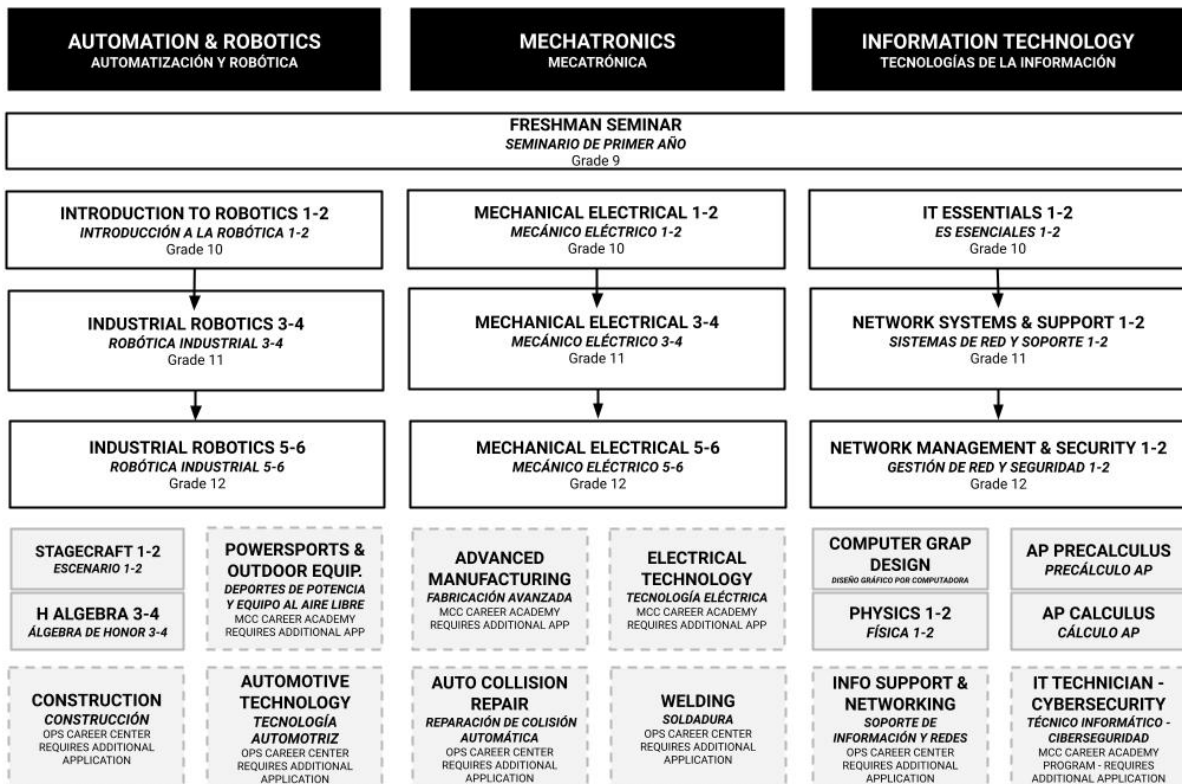 AUTOMATION & ROBOTICS
AUTOMATIZACIÓN Y ROBÓTICA
MECHATRONICS
MECATRÓNICA
INFORMATION TECHNOLOGY
TECNOLOGÍAS DE LA INFORMACIÓN
FRESHMAN SEMINAR
SEMINARIO DE PRIMER AÑO
Grade 9
INTRODUCTION TO ROBOTICS 1-2
INTRODUCCIÓN A LA ROBÓTICA 1-2
Grade 10
MECHANICAL ELECTRICAL 1-2
MECÁNICO ELÉCTRICO 1-2
Grade 10
IT ESSENTIALS 1-2
ES ESENCIALES 1-2
Grade 10
INDUSTRIAL ROBOTICS 3-4
ROBÓTICA INDUSTRIAL 3-4
Grade 11
MECHANICAL ELECTRICAL 3-4
MECÁNICO ELÉCTRICO 3-4
Grade 11
NETWORK SYSTEMS & SUPPORT 1-2
SISTEMAS DE RED Y SOPORTE 1-2
Grade 11
INDUSTRIAL ROBOTICS 5-6
ROBÓTICA INDUSTRIAL 5-6
Grade 12
MECHANICAL ELECTRICAL 5-6
MECÁNICO ELÉCTRICO 5-6
Grade 12
NETWORK MANAGEMENT & SECURITY 1-2
GESTIÓN DE RED Y SEGURIDAD 1-2
Grade 12
STAGECRAFT 1-2
ESCENARIO 1-2
H ALGEBRA 3-4
ÁLGEBRA DE HONOR 3-4
POWERSPORTS &
OUTDOOR EQUIP.
DEPORTES DE POTENCIA
Y EQUIPO AL AIRE LIBRE
MCC CAREER ACADEMY
REQUIRES ADDITIONAL APP
ADVANCED
MANUFACTURING
FABRICACIÓN AVANZADA
MCC CAREER ACADEMY
REQUIRES ADDITIONAL APP
ELECTRICAL
TECHNOLOGY
TECNOLOGÍA ELÉCTRICA
MCC CAREER ACADEMY
REQUIRES ADDITIONAL APP
COMPUTER GRAP
DESIGN
DISEÑO GRÁFICO POR COMPUTADORA
PHYSICS 1-2
FÍSICA 1-2
AP PRECALCULUS
PRECÁLCULO AP
AP CALCULUS
CÁLCULO AP
CONSTRUCTION
CONSTRUCCIÓN
OPS CAREER CENTER
REQUIRES ADDITIONAL
APPLICATION
AUTOMOTIVE
TECHNOLOGY
TECNOLOGÍA
AUTOMOTRIZ
OPS CAREER CENTER
REQUIRES ADDITIONAL
APPLICATION
AUTO COLLISION
REPAIR
REPARACIÓN DE COLISIÓN
AUTOMÁTICA
OPS CAREER CENTER
REQUIRES ADDITIONAL
APPLICATION
WELDING
SOLDADURA
OPS CAREER CENTER
REQUIRES ADDITIONAL
APPLICATION
INFO SUPPORT &
NETWORKING
SOPORTE DE
INFORMACIÓN Y REDES
OPS CAREER CENTER
REQUIRES ADDITIONAL
APPLICATION
IT TECHNICIAN -
CYBERSECURITY
TÉCNICO INFORMÁTICO -
CIBERSEGURIDAD
MCC CAREER ACADEMY
PROGRAM - REQUIRES
ADDITIONAL APPLICATION